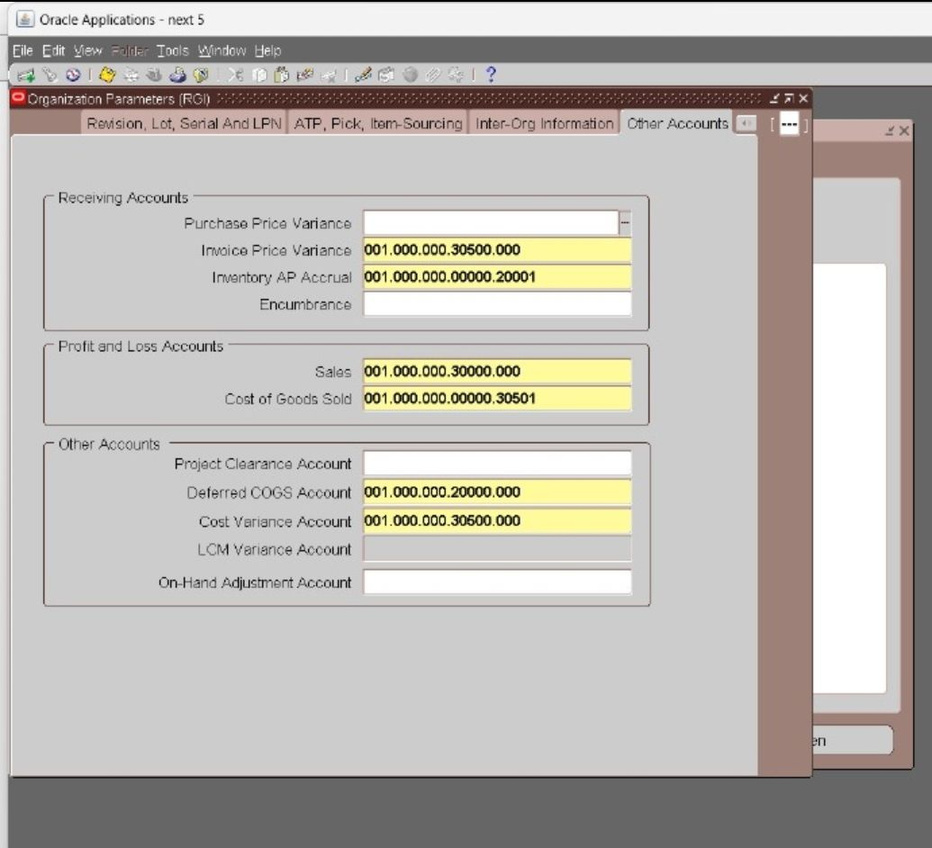 Oracle Applications - next 5
File Edit View Folder Tools Window Help
Organization Parameters (RGI)
Revision, Lot, Serial And LPN ATP, Pick, Item-Sourcing Inter-Org Information Other Accounts [ --- ]
Receiving Accounts
Purchase Price Variance
Invoice Price Variance 001.000.000.30500.000
Inventory AP Accrual 001.000.000.00000.20001
Encumbrance
Profit and Loss Accounts
Sales 001.000.000.30000.000
Cost of Goods Sold 001.000.000.00000.30501
Other Accounts
Project Clearance Account
Deferred COGS Account 001.000.000.20000.000
Cost Variance Account 001.000.000.30500.000
LCM Variance Account
On-Hand Adjustment Account
en